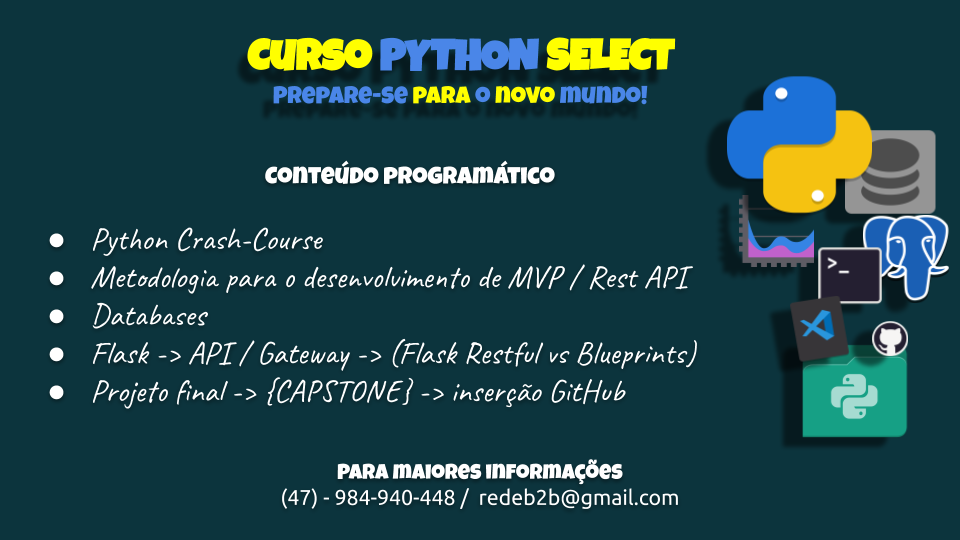 CURSO PYTHON SELECT
PREPARE-SE PARA O NOVO MUNDO!
CONTEÚDO PROGRAMÁTICO
● Python Crash-Course
● Metodologia para o desenvolvimento de MVP / Rest API
● Databases
● Flask -> API / Gateway -> (Flask Restful vs Blueprints)
● Projeto final -> {CAPSTONE} -> inserção GitHub
>_
PARA MAIORES INFORMAÇÕES
(47) - 984-940-448 / redeb2b@gmail.com